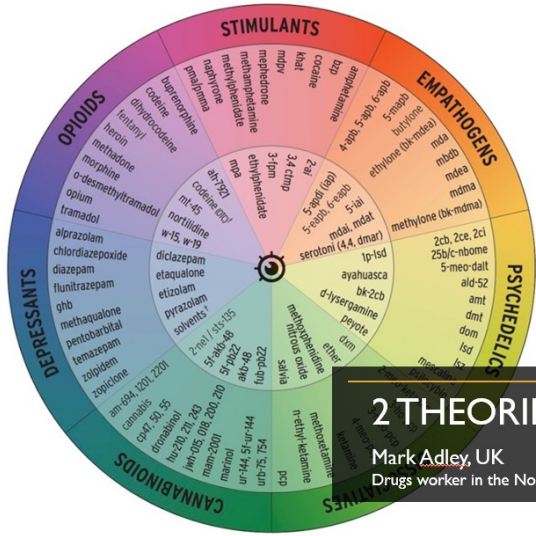 STIMULANTS
pma/pmma
naphyrone
methylphenidate
methamphetamine
mephedrone
mdpv
khat
cocaine
bzp
amphetamine
mpa
ethylphenidate
3-fpm
3,4 ctmp
2-ai
EMPATHOGENS
4-apb, 5-apb, 6-apb
5-mapb
butylone
ethylone (bk-mdea)
mda
mbdb
mdea
mdma
methylone (bk-mdma)
5-apdi (iap)
5-eapb, 6-eapb
5-iai
mdai, mdat
serotoni (4,4, dmar)
PSYCHEDELICS
2cb, 2ce, 2ci
25b/c-nbome
5-meo-dalt
ald-52
amt
dmt
dom
lsd
lsz
1p-lsd
ayahuasca
bk-2cb
d-lysergamine
peyote
dxm
ether
nitrous oxide
methoxphenidine
salvia
ketamine
methoxetamine
n-ethyl-ketamine
pcp
CANNABINOIDS
am-694, 1201, 2201
cannabis
cp47, 50, 55
dronabinol
hu-210, 211, 243
jwh-015, 018, 200, 210
mam-2001
marinol
ur-144, 5f-ur-144
urb-75, 754
5f-akb-48
5f-pb22
akb-48
fub-pb22
DEPRESSANTS
alprazolam
chlordiazepoxide
diazepam
flunitrazepam
ghb
methaqualone
pentobarbital
temazepam
zolpidem
zopiclone
diclazepam
etaqualone
etizolam
pyrazolam
solvents
OPIOIDS
buprenorphine
codeine
dihydrocodeine
fentanyl
heroin
methadone
morphine
o-desmethyltramadol
opium
tramadol
ah-7921
codeine
mt-45
nortilidine
w-15, w-19
2 THEORIE
Mark Adley, UK
Drugs worker in the No